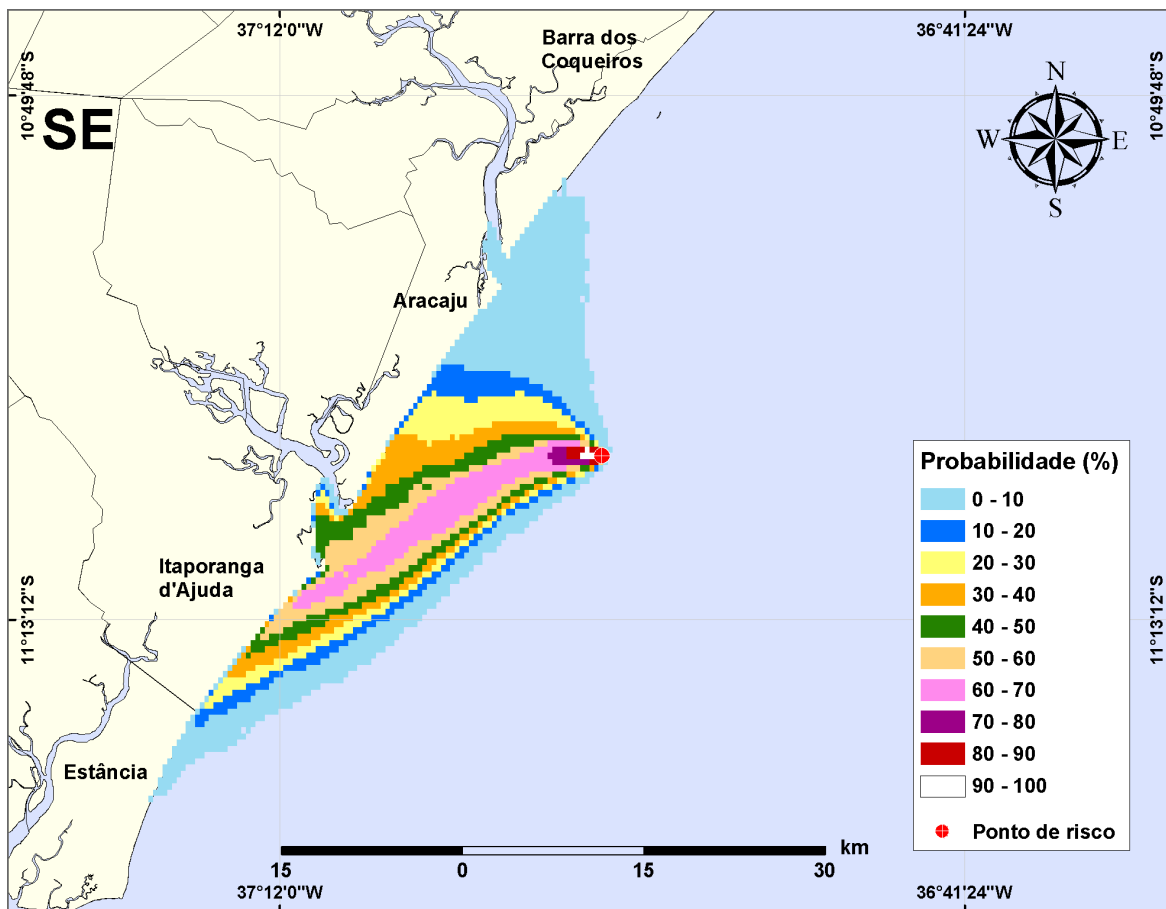 37°12'0"W
36°41'24"W
Barra dos
Coqueiros
10°49'48"S
10°49'48"S
SE
N
W
E
S
Aracaju
Probabilidade (%)
0 - 10
10 - 20
20 - 30
30 - 40
40 - 50
50 - 60
60 - 70
70 - 80
80 - 90
90 - 100
Ponto de risco
Itaporanga
d'Ajuda
11°13'12"S
11°13'12"S
Estância
km
15
0
15
30
37°12'0"W
36°41'24"W